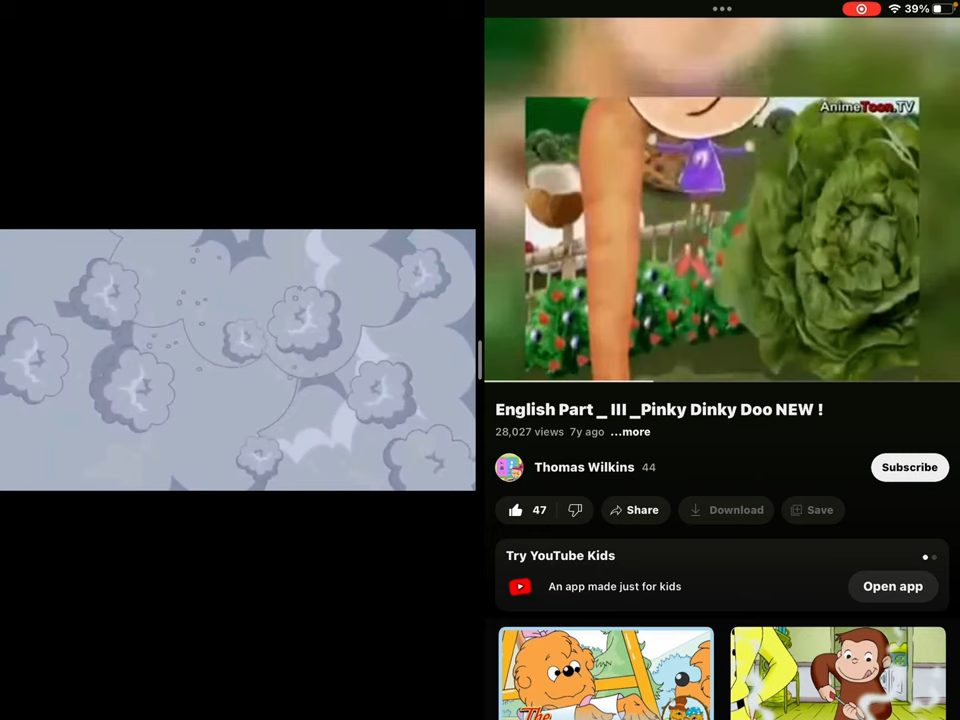 39%
AnimeToon.TV
English Part _ III _Pinky Dinky Doo NEW !
28,027 views 7y ago ...more
Thomas Wilkins 44
Subscribe
47
Share
Download
Save
Try YouTube Kids
An app made just for kids
Open app
The